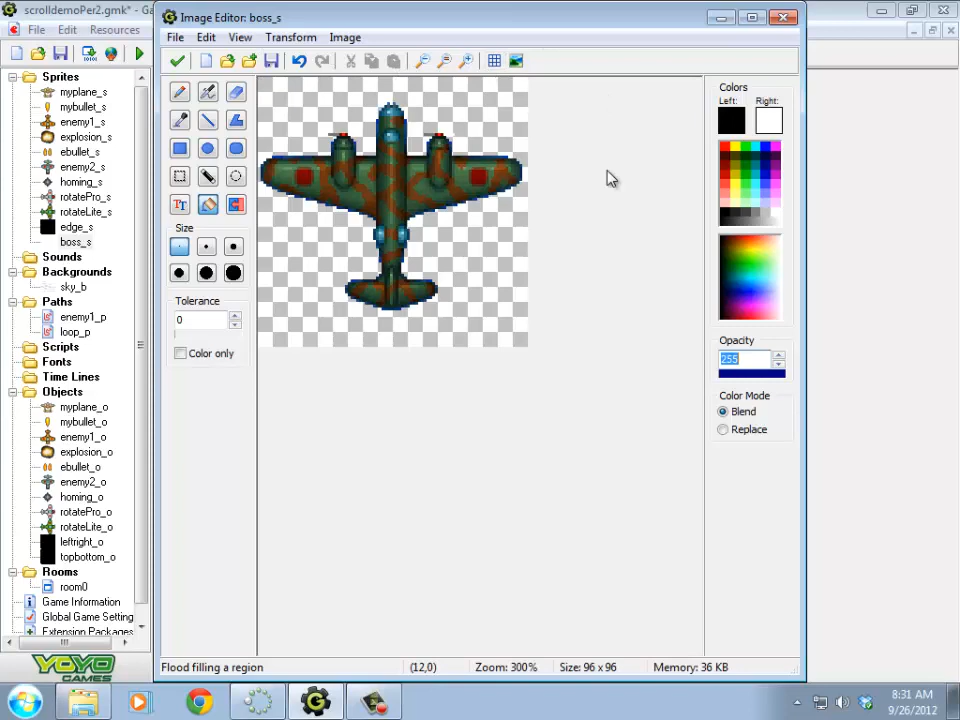 scrolldemoPer2.gmk* - Ga
Image Editor: boss_s
File Edit Resources
File Edit View Transform Image
Sprites
myplane_s
mybullet_s
enemy1_s
explosion_s
ebullet_s
enemy2_s
homing_s
rotatePro_s
rotateLite_s
edge_s
boss_s
Sounds
Backgrounds
sky_b
Paths
enemy1_p
loop_p
Scripts
Fonts
Time Lines
Objects
myplane_o
mybullet_o
enemy1_o
explosion_o
ebullet_o
enemy2_o
homing_o
rotatePro_o
rotateLite_o
leftright_o
topbottom_o
Rooms
room0
Game Information
Global Game Setting
Extension Packages
YOYO
GAMES
TT
Size
Tolerance
0
Color only
Colors
Left: Right:
Opacity
255
Color Mode
Blend
Replace
Flood filling a region (12,0) Zoom: 300% Size: 96 x 96 Memory: 36 KB
8:31 AM
9/26/2012